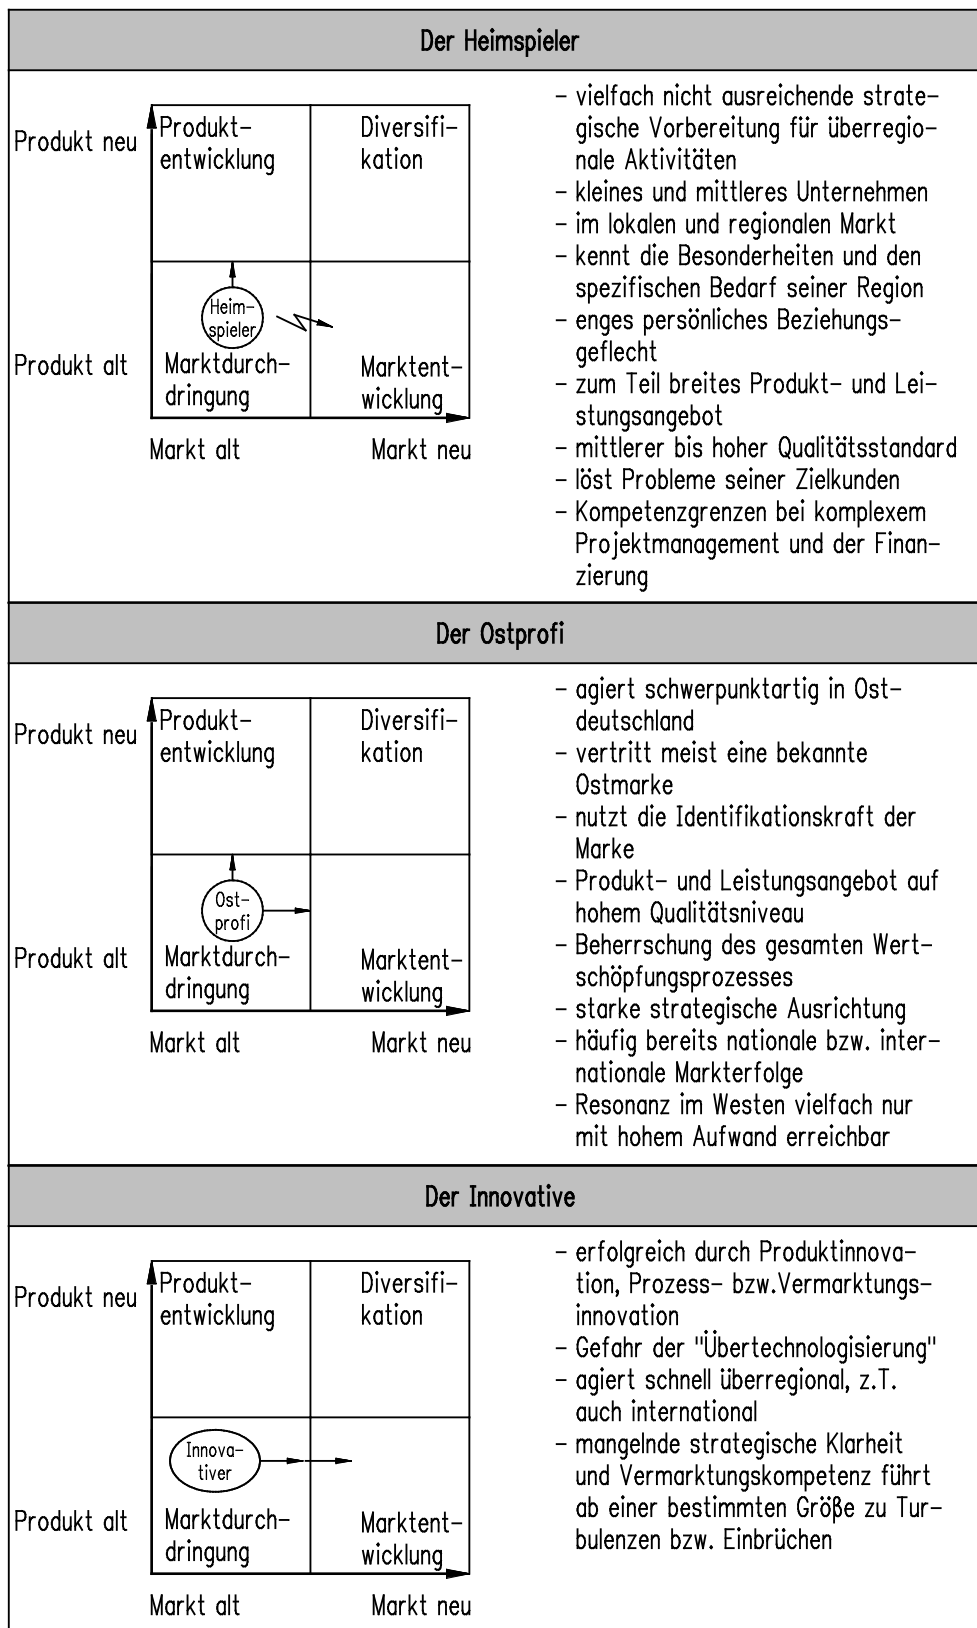 Der Heimspieler
Produkt neu
Produkt-
entwicklung
Diversifi-
kation
Heim-
spieler
Produkt alt
Marktdurch-
dringung
Marktent-
wicklung
Markt alt
Markt neu
- vielfach nicht ausreichende strate-
gische Vorbereitung für überregio-
nale Aktivitäten
- kleines und mittleres Unternehmen
- im lokalen und regionalen Markt
- kennt die Besonderheiten und den
spezifischen Bedarf seiner Region
- enges persönliches Beziehungs-
geflecht
- zum Teil breites Produkt- und Lei-
stungsangebot
- mittlerer bis hoher Qualitätsstandard
- löst Probleme seiner Zielkunden
- Kompetenzgrenzen bei komplexem
Projektmanagement und der Finan-
zierung
Der Ostprofi
Produkt neu
Produkt-
entwicklung
Diversifi-
kation
Ost-
profi
Produkt alt
Marktdurch-
dringung
Marktent-
wicklung
Markt alt
Markt neu
- agiert schwerpunktartig in Ost-
deutschland
- vertritt meist eine bekannte
Ostmarke
- nutzt die Identifikationskraft der
Marke
- Produkt- und Leistungsangebot auf
hohem Qualitätsniveau
- Beherrschung des gesamten Wert-
schöpfungsprozesses
- starke strategische Ausrichtung
- häufig bereits nationale bzw. inter-
nationale Markterfolge
- Resonanz im Westen vielfach nur
mit hohem Aufwand erreichbar
Der Innovative
Produkt neu
Produkt-
entwicklung
Diversifi-
kation
Innova-
tiver
Produkt alt
Marktdurch-
dringung
Marktent-
wicklung
Markt alt
Markt neu
- erfolgreich durch Produktinnova-
tion, Prozess- bzw.Vermarktungs-
innovation
- Gefahr der "Übertechnologisierung"
- agiert schnell überregional, z.T.
auch international
- mangelnde strategische Klarheit
und Vermarktungskompetenz führt
ab einer bestimmten Größe zu Tur-
bulenzen bzw. Einbrüchen